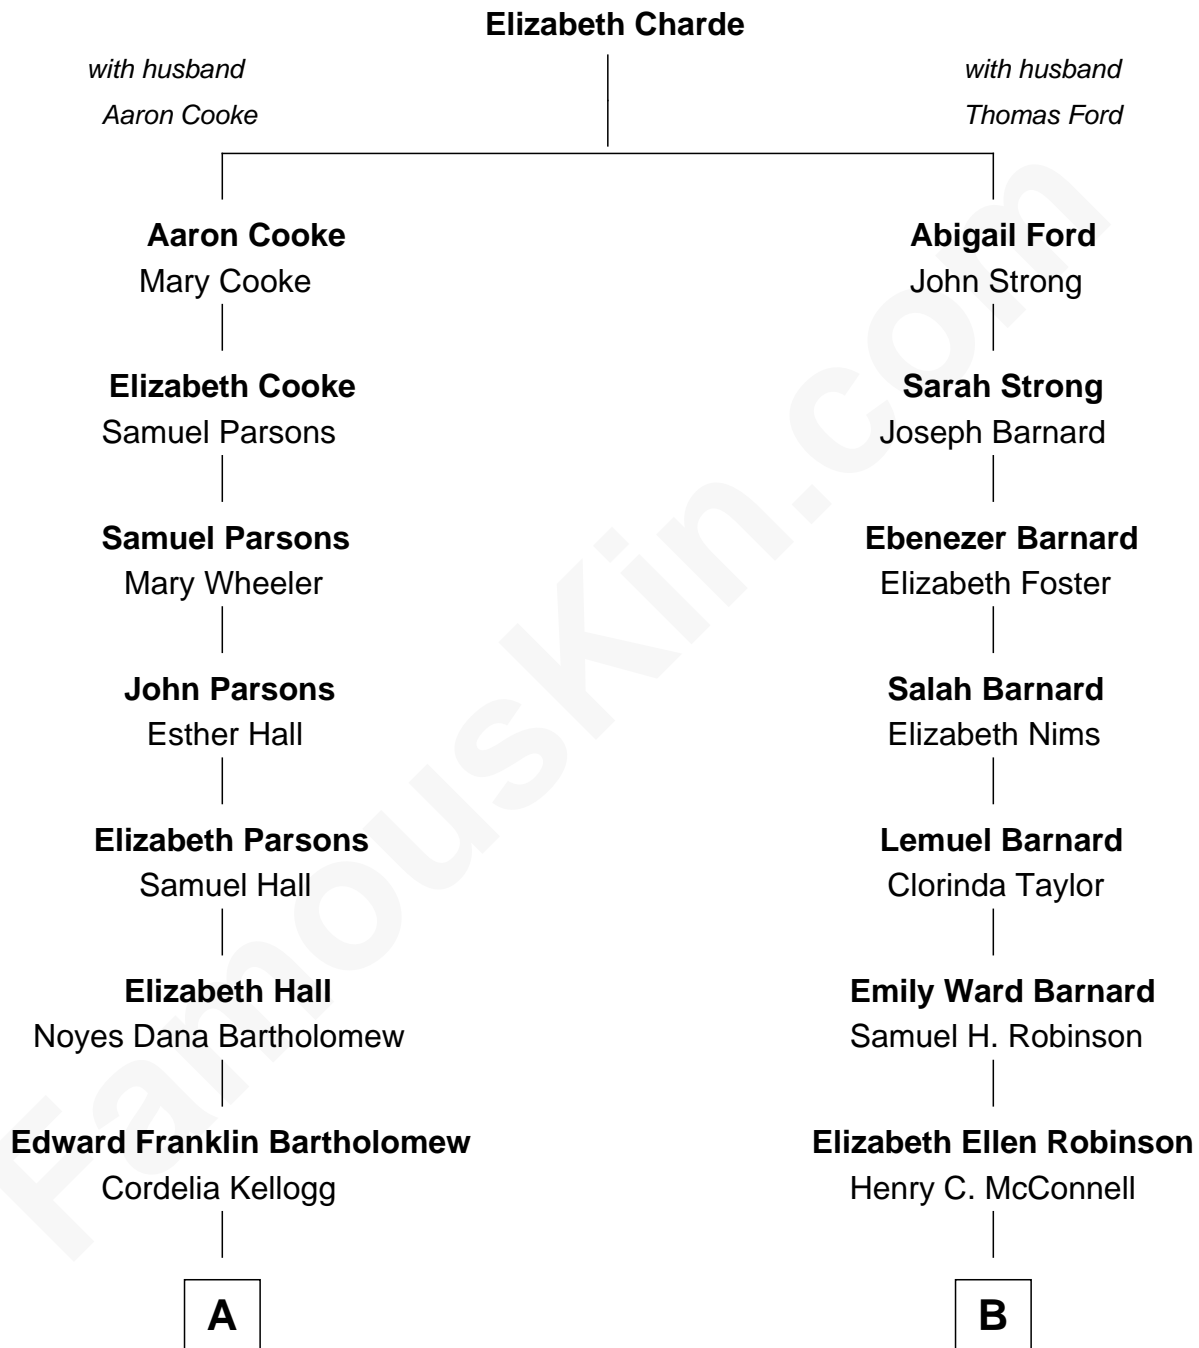 Elizabeth Charde
with husband
Aaron Cooke
with husband
Thomas Ford
Aaron Cooke
Mary Cooke
Abigail Ford
John Strong
Elizabeth Cooke
Samuel Parsons
Sarah Strong
Joseph Barnard
Samuel Parsons
Mary Wheeler
Ebenezer Barnard
Elizabeth Foster
John Parsons
Esther Hall
Salah Barnard
Elizabeth Nims
Elizabeth Parsons
Samuel Hall
Lemuel Barnard
Clorinda Taylor
Elizabeth Hall
Noyes Dana Bartholomew
Emily Ward Barnard
Samuel H. Robinson
Edward Franklin Bartholomew
Cordelia Kellogg
Elizabeth Ellen Robinson
Henry C. McConnell
A
B
FamousKin.com